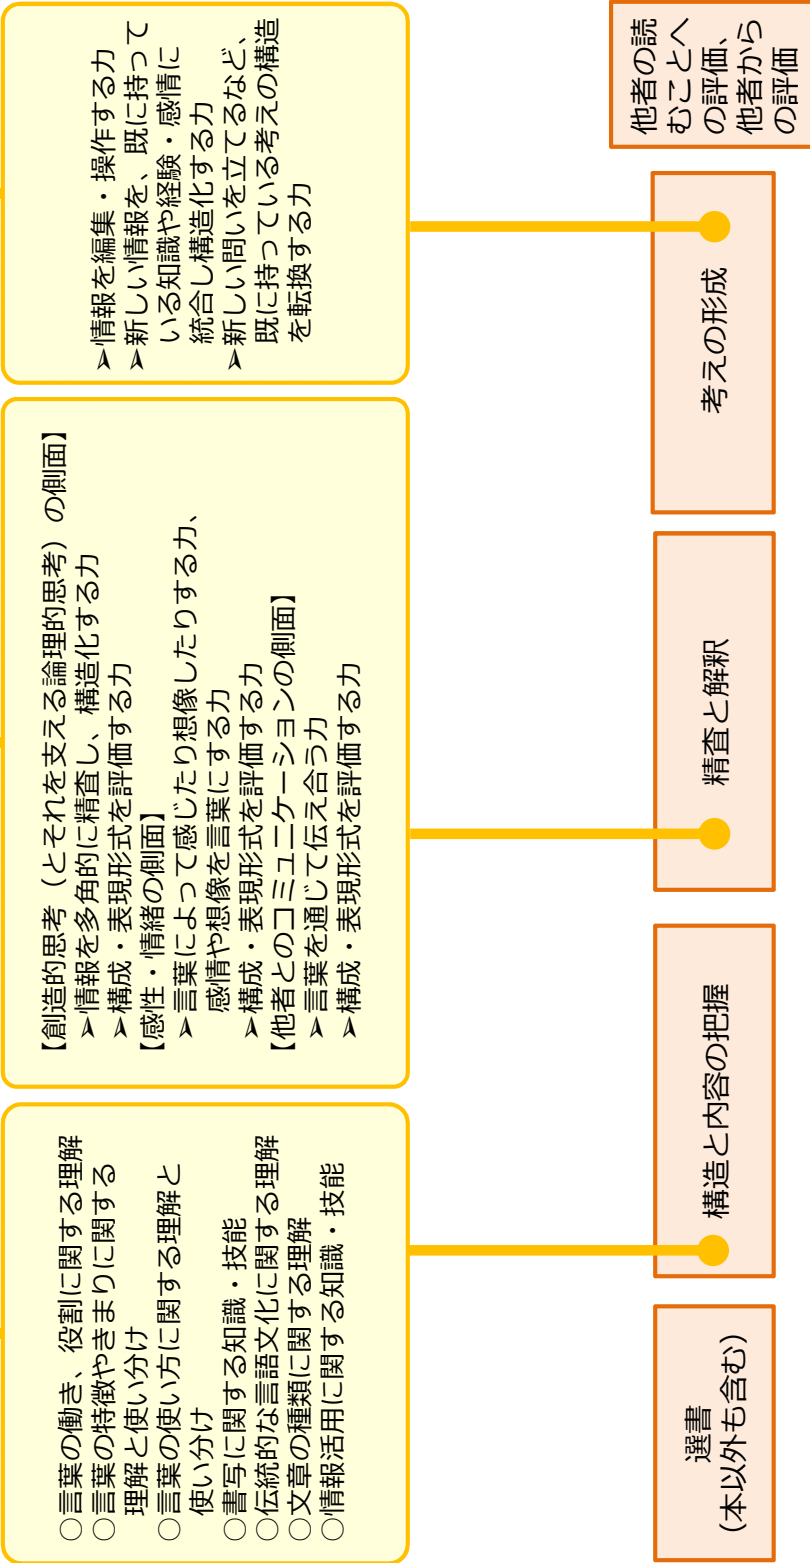 ○言葉の働き、役割に関する理解
○言葉の特徴やきまりに関する
理解と使い分け
○言葉の使い方に関する理解と
使い分け
○書写に関する知識・技能
○伝統的な言語文化に関する理解
○文章の種類に関する理解
○情報活用に関する知識・技能
【創造的思考（とそれを支える論理的思考）の側面】
➢情報を多角的に精査し、構造化する力
➢構成・表現形式を評価する力
【感性・情緒の側面】
➢言葉によって感じたり想像したりする力、
感情や想像を言葉にする力
➢構成・表現形式を評価する力
【他者とのコミュニケーションの側面】
➢言葉を通じて伝え合う力
➢構成・表現形式を評価する力
➢情報を編集・操作する力
➢新しい情報を、既に持って
いる知識や経験・感情に
統合し構造化する力
➢新しい問いを立てるなど、
既に持っている考えの構造
を転換する力
選書
（本以外も含む）
構造と内容の把握
精査と解釈
考えの形成
他者の読
むことへ
の評価、
他者から
の評価